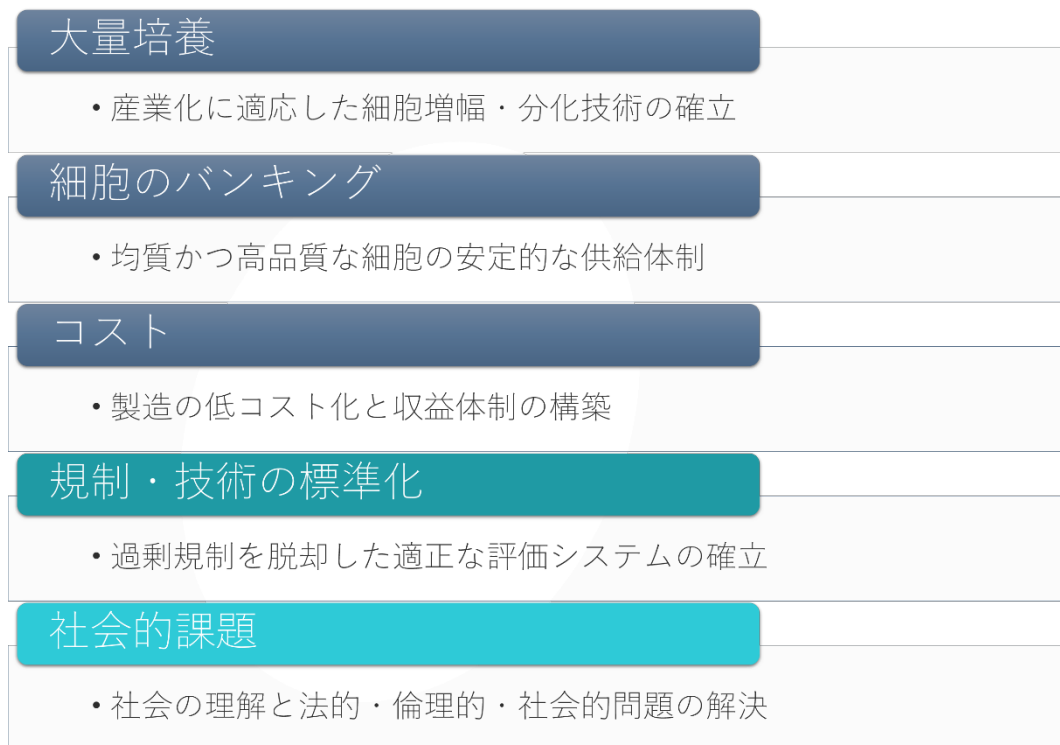 大量培養
• 産業化に適応した細胞増幅・分化技術の確立
細胞のバンキング
• 均質かつ高品質な細胞の安定的な供給体制
コスト
• 製造の低コスト化と収益体制の構築
規制・技術の標準化
• 過剰規制を脱却した適正な評価システムの確立
社会的課題
• 社会の理解と法的・倫理的・社会的問題の解決